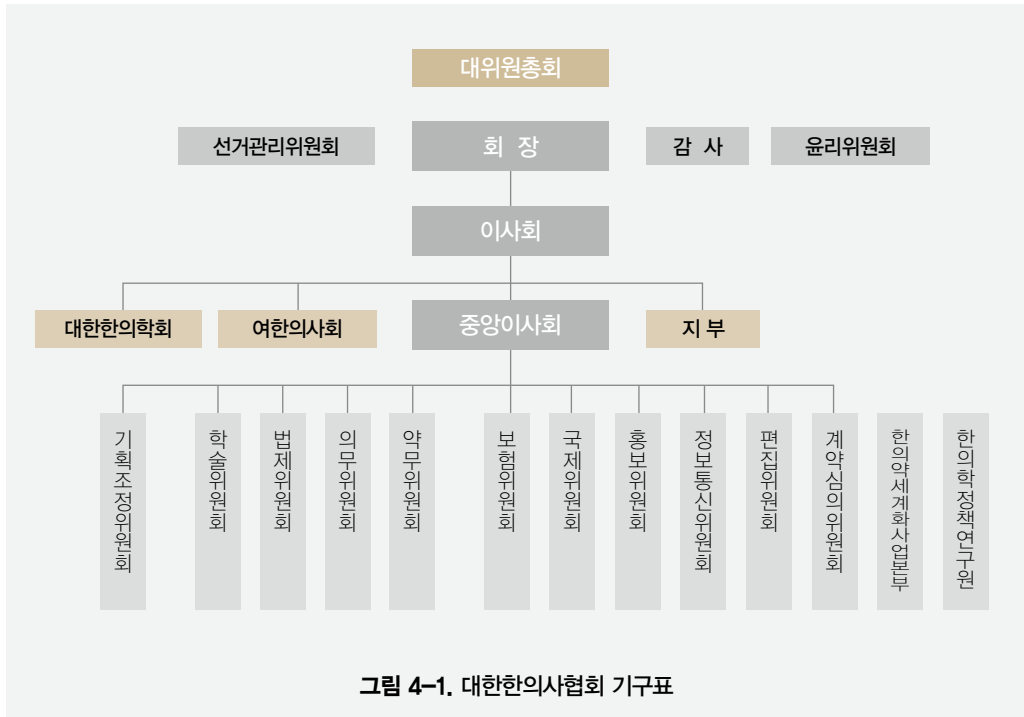 대위원총회
선거관리위원회
회 장
감 사
윤리위원회
이사회
대한한의학회
여한의사회
중앙이사회
지 부
기획조정위원회
학술위원회
법제위원회
의무위원회
약무위원회
보험위원회
국제위원회
홍보위원회
정보통신위원회
편집위원회
계약심의위원회
한의약세계화사업본부
한의학정책연구원
그림 4-1. 대한한의사협회 기구표